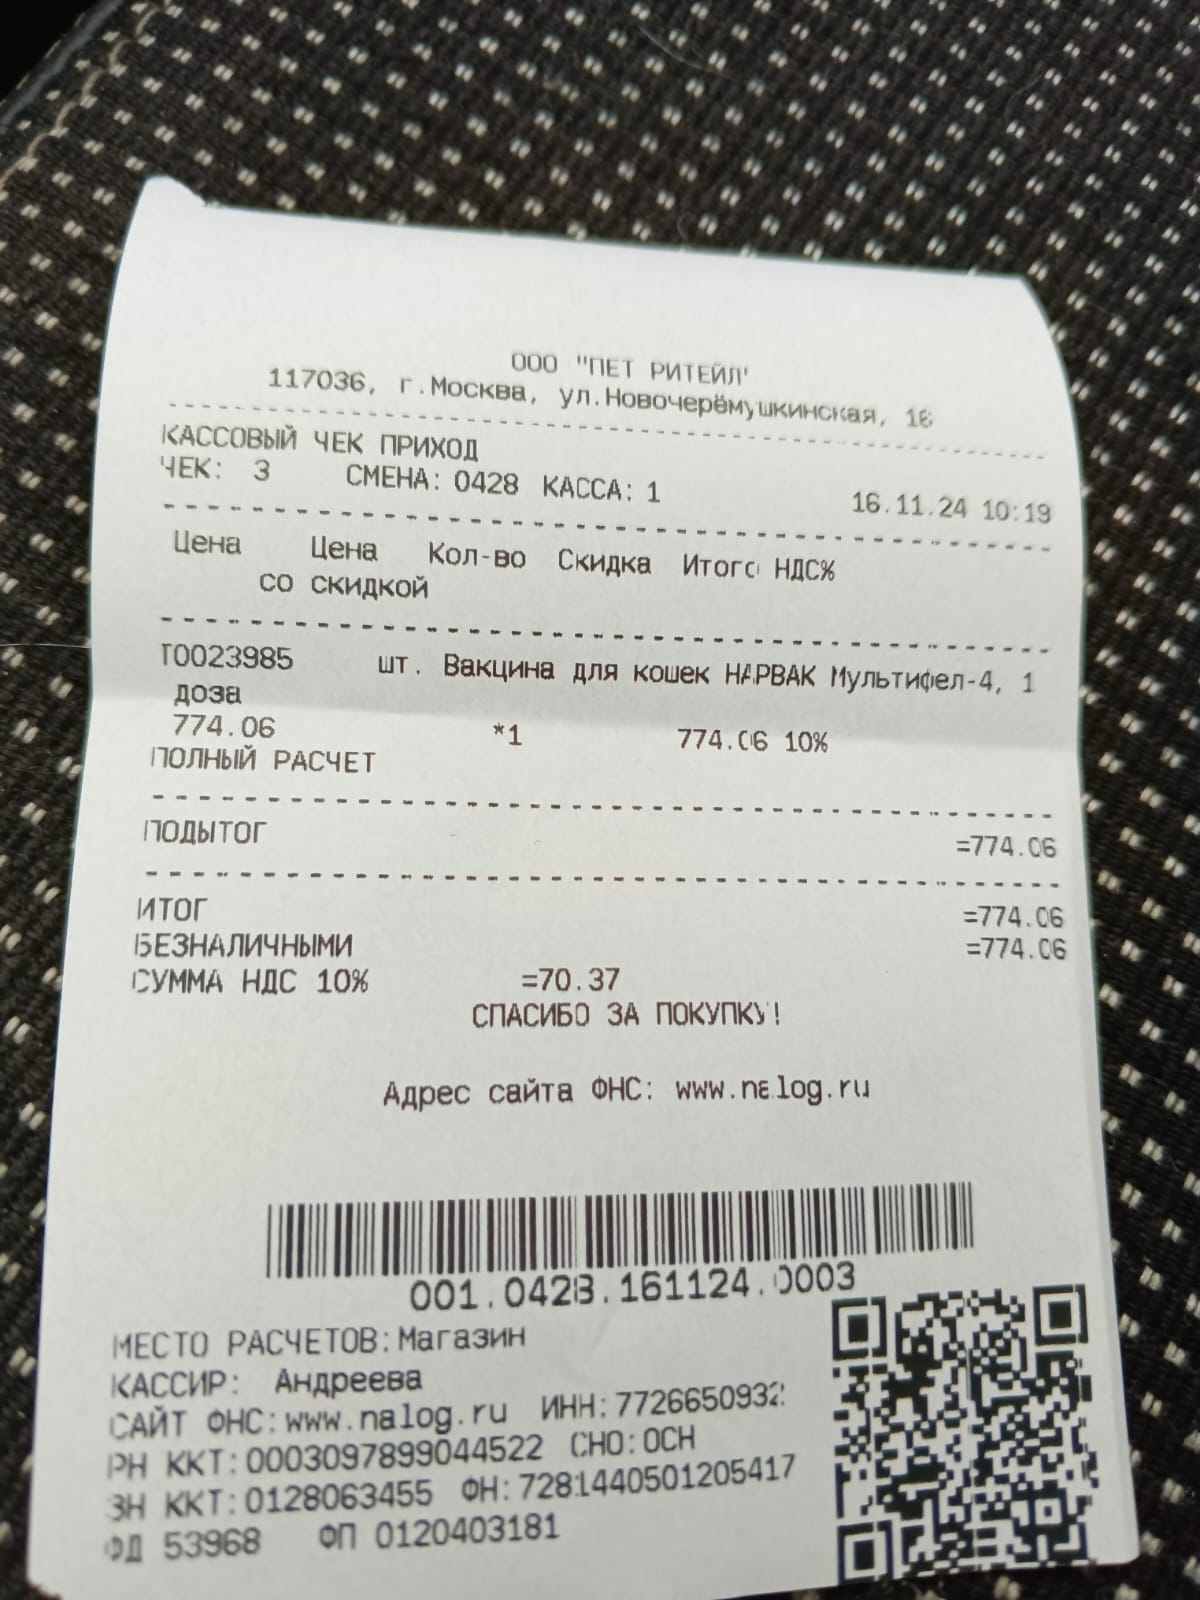 ООО "ПЕТ РИТЕЙЛ"
117036, г.Москва, ул.Новочерёмушкинская, 18
КАССОВЫЙ ЧЕК ПРИХОД
ЧЕК: 3 СМЕНА: 0428 КАССА: 1
16.11.24 10:19
Цена Цена Кол-во Скидка Итого НДС%
со скидкой
Т0023985 шт. Вакцина для кошек НАРВАК Мультифел-4, 1
доза
774.06 *1 774.06 10%
ПОЛНЫЙ РАСЧЕТ
ПОДЫТОГ =774.06
ИТОГ =774.06
БЕЗНАЛИЧНЫМИ =774.06
СУММА НДС 10% =70.37
СПАСИБО ЗА ПОКУПКУ!
Адрес сайта ФНС: www.nalog.ru
001.0428.161124.0003
МЕСТО РАСЧЕТОВ:Магазин
КАССИР: Андреева
САЙТ ФНС:www.nalog.ru ИНН:7726650932
РН ККТ:0003097899044522 СНО:ОСН
ЗН ККТ:0128063455 ФН:7281440501205417
ФД 53968 ФП 0120403181